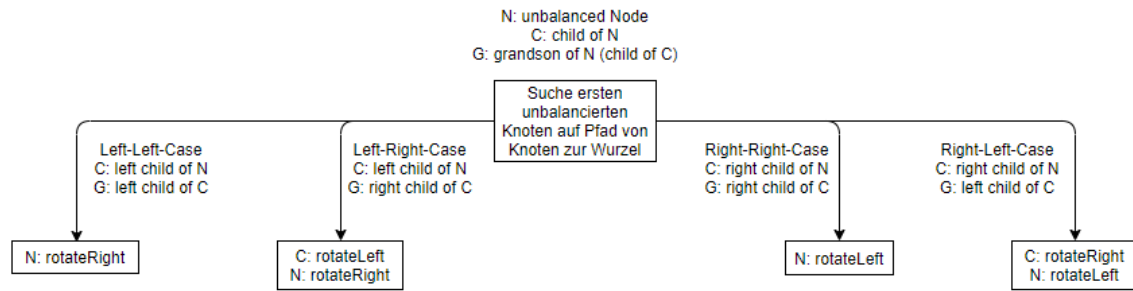 N: unbalanced Node
C: child of N
G: grandson of N (child of C)
Suche ersten
unbalancierten
Knoten auf Pfad von
Knoten zur Wurzel
Left-Left-Case
C: left child of N
G: left child of C
Left-Right-Case
C: left child of N
G: right child of C
Right-Right-Case
C: right child of N
G: right child of C
Right-Left-Case
C: right child of N
G: left child of C
N: rotateRight
C: rotateLeft
N: rotateRight
N: rotateLeft
C: rotateRight
N: rotateLeft